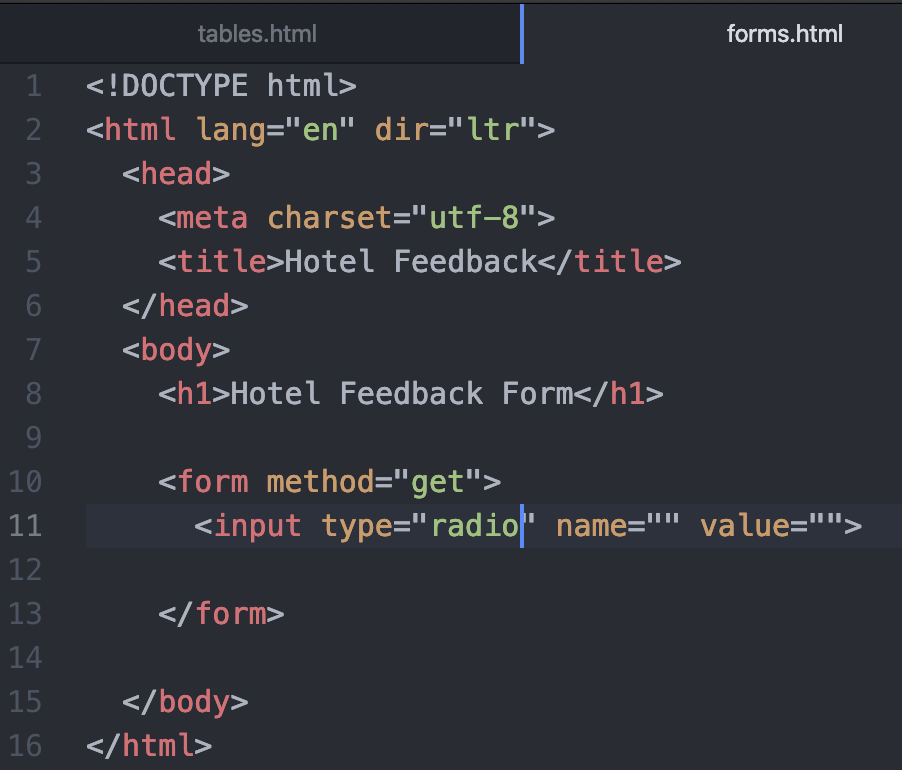 tables.html forms.html
1 <!DOCTYPE html>
2 <html lang="en" dir="ltr">
3   <head>
4     <meta charset="utf-8">
5     <title>Hotel Feedback</title>
6   </head>
7   <body>
8     <h1>Hotel Feedback Form</h1>
9
10     <form method="get">
11       <input type="radio" name="" value="">
12
13     </form>
14
15   </body>
16 </html>